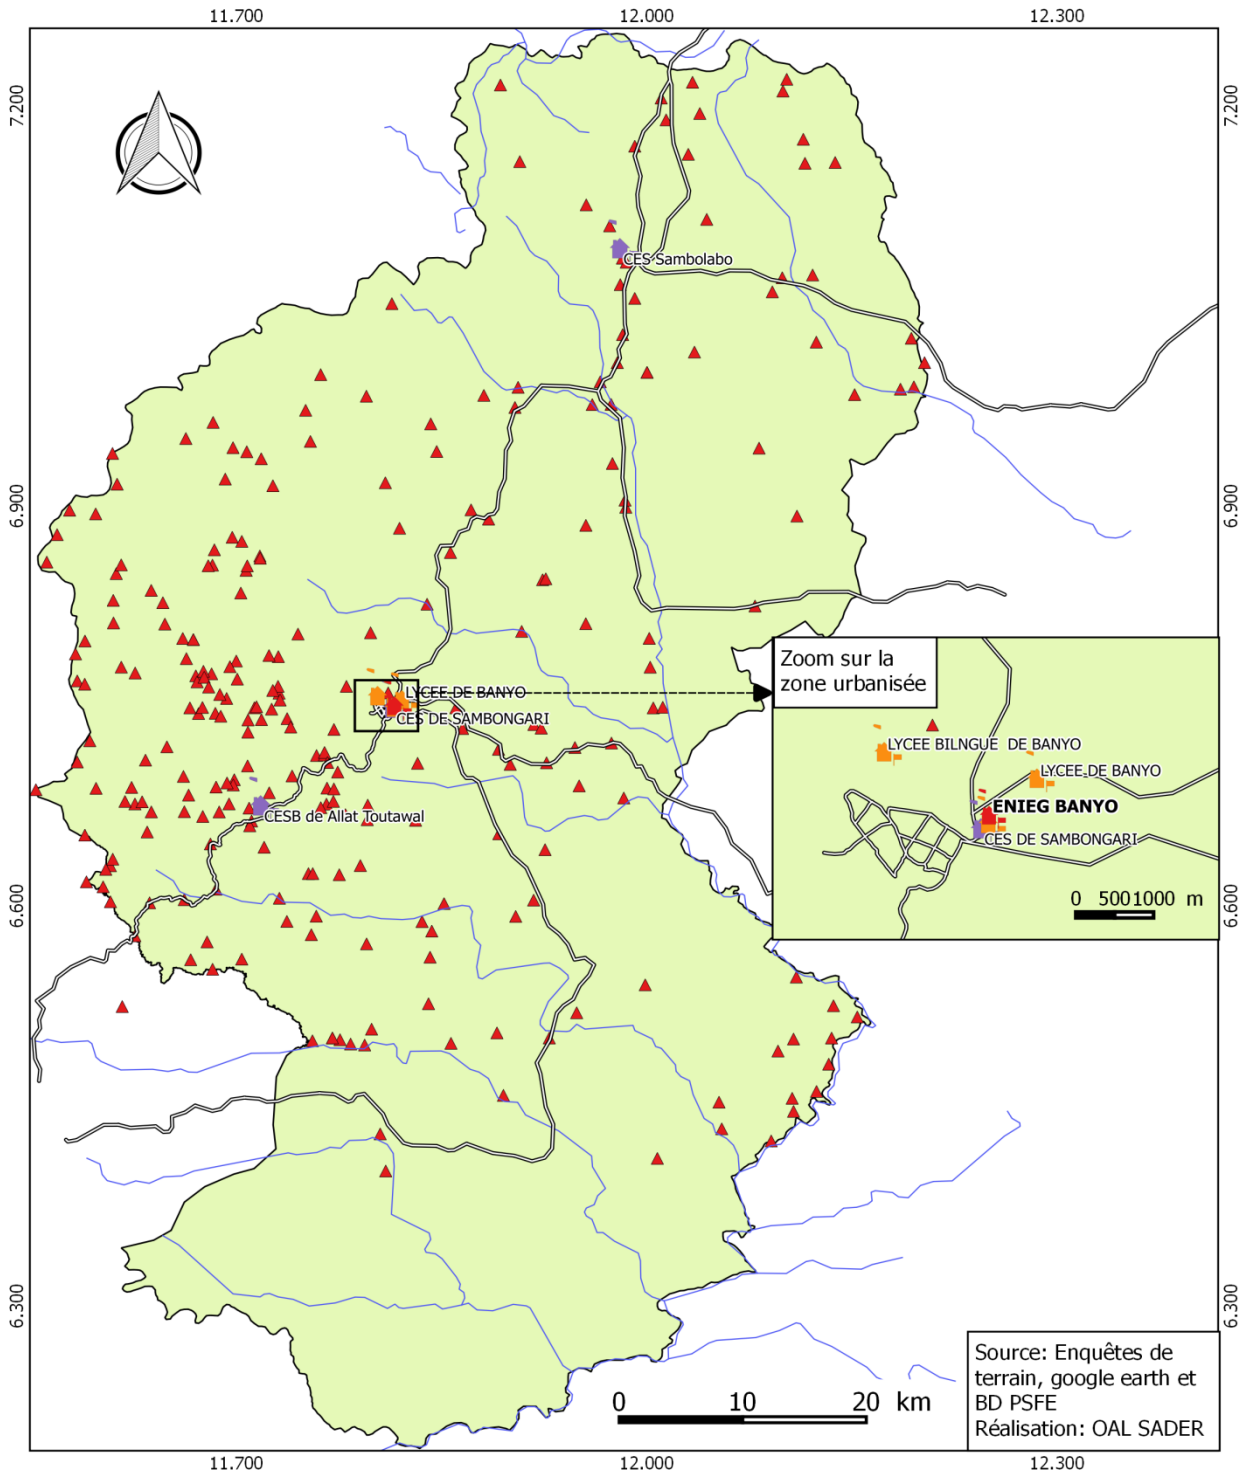 11.700
12.000
12.300
7.200
7.200
CES Sambolabo
6.900
6.900
Zoom sur la
zone urbanisée
LYCEE DE BANYO
CES DE SAMBONGARI
LYCEE BILNGUE DE BANYO
LYCEE DE BANYO
ENIEG BANYO
CES DE SAMBONGARI
CESB de Allat Toutawal
0 5001000 m
6.600
6.600
6.300
6.300
Source: Enquêtes de
terrain, google earth et
BD PSFE
Réalisation: OAL SADER
0 10 20 km
11.700
12.000
12.300